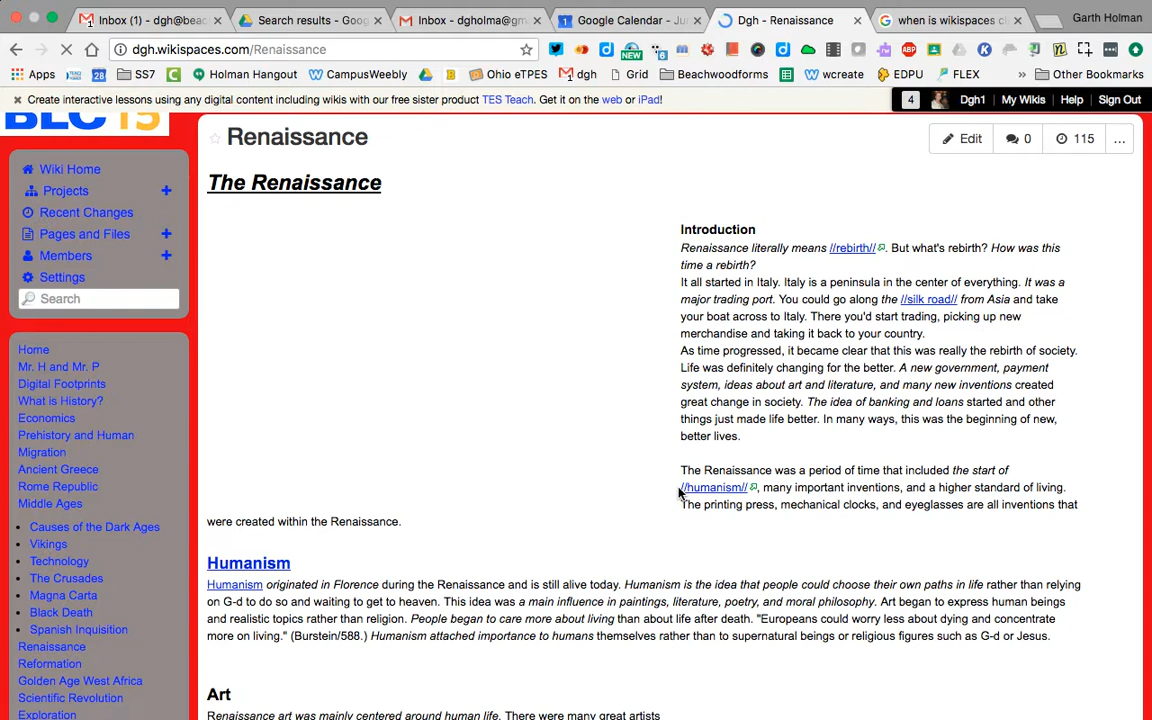 Inbox (1) - dgh@bea
Search results - Goog
Inbox - dgholma@gm
Google Calendar - Ju
Dgh - Renaissance
when is wikispaces cl
Garth Holman
dgh.wikispaces.com/Renaissance
Apps
28
SS7
Holman Hangout
CampusWeekly
Ohio eTPES
dgh
Grid
Beachwoodforms
wcreate
EDPU
FLEX
Other Bookmarks
Create interactive lessons using any digital content including wikis with our free sister product TES Teach. Get it on the web or iPad!
4
Dgh1
My Wikis
Help
Sign Out
BLC15
Wiki Home
Projects
Recent Changes
Pages and Files
Members
Settings
Search
Home
Mr. H and Mr. P
Digital Footprints
What is History?
Economics
Prehistory and Human
Migration
Ancient Greece
Rome Republic
Middle Ages
Causes of the Dark Ages
Vikings
Technology
The Crusades
Magna Carta
Black Death
Spanish Inquisition
Renaissance
Reformation
Golden Age West Africa
Scientific Revolution
Exploration
Renaissance
Edit
0
115
...
The Renaissance
Introduction
Renaissance literally means //rebirth//. But what's rebirth? How was this
time a rebirth?
It all started in Italy. Italy is a peninsula in the center of everything. It was a
major trading port. You could go along the //silk road// from Asia and take
your boat across to Italy. There you'd start trading, picking up new
merchandise and taking it back to your country.
As time progressed, it became clear that this was really the rebirth of society.
Life was definitely changing for the better. A new government, payment
system, ideas about art and literature, and many new inventions created
great change in society. The idea of banking and loans started and other
things just made life better. In many ways, this was the beginning of new,
better lives.
The Renaissance was a period of time that included the start of
//humanism//, many important inventions, and a higher standard of living.
The printing press, mechanical clocks, and eyeglasses are all inventions that
were created within the Renaissance.
Humanism
Humanism originated in Florence during the Renaissance and is still alive today. Humanism is the idea that people could choose their own paths in life rather than relying
on G-d to do so and waiting to get to heaven. This idea was a main influence in paintings, literature, poetry, and moral philosophy. Art began to express human beings
and realistic topics rather than religion. People began to care more about living than about life after death. "Europeans could worry less about dying and concentrate
more on living." (Burstein/588.) Humanism attached importance to humans themselves rather than to supernatural beings or religious figures such as G-d or Jesus.
Art
Renaissance art was mainly centered around human life. There were many great artists